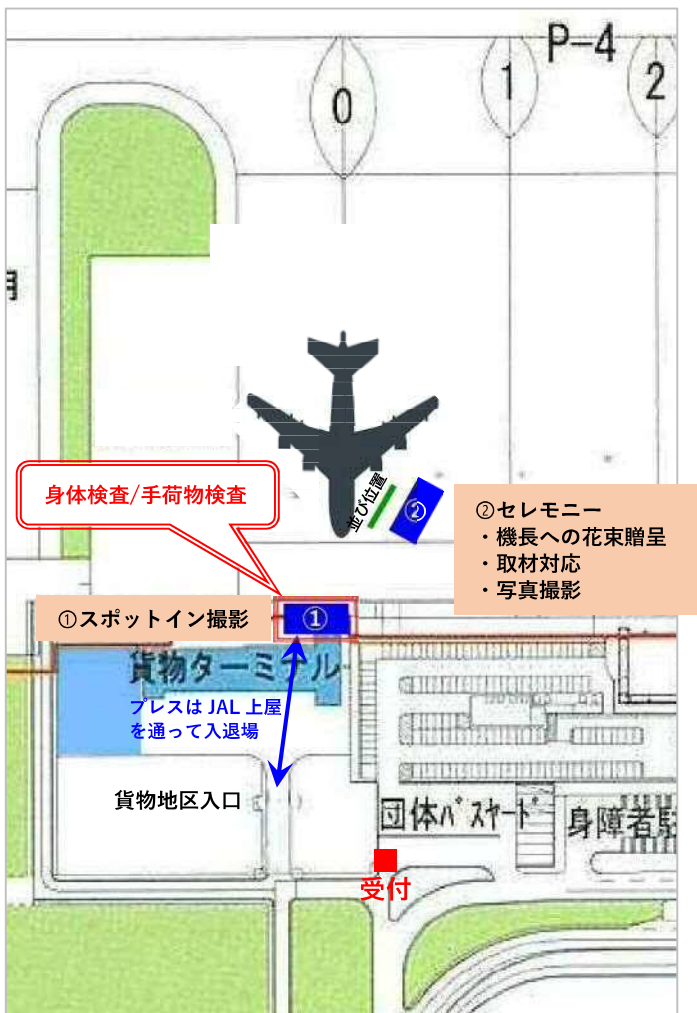 P-4
0
1
2
身体検査/手荷物検査
並び位置
②
②セレモニー
・機長への花束贈呈
・取材対応
・写真撮影
①スポットイン撮影
①
貨物ターミナル
プレスは JAL 上屋
を通って入退場
貨物地区入口
団体バスヤード
身障者駐
受付